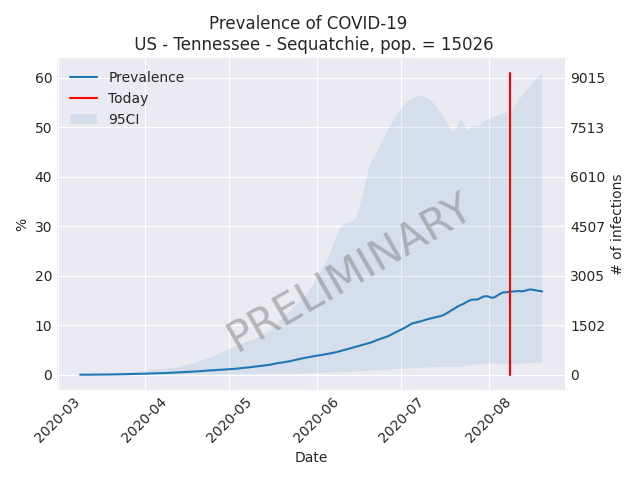 Prevalence of COVID-19
US - Tennessee - Sequatchie, pop. = 15026
Prevalence
Today
95CI
60
50
40
30
20
10
0
%
9015
7513
6010
4507
3005
1502
0
# of infections
PRELIMINARY
2020-03
2020-04
2020-05
2020-06
2020-07
2020-08
Date